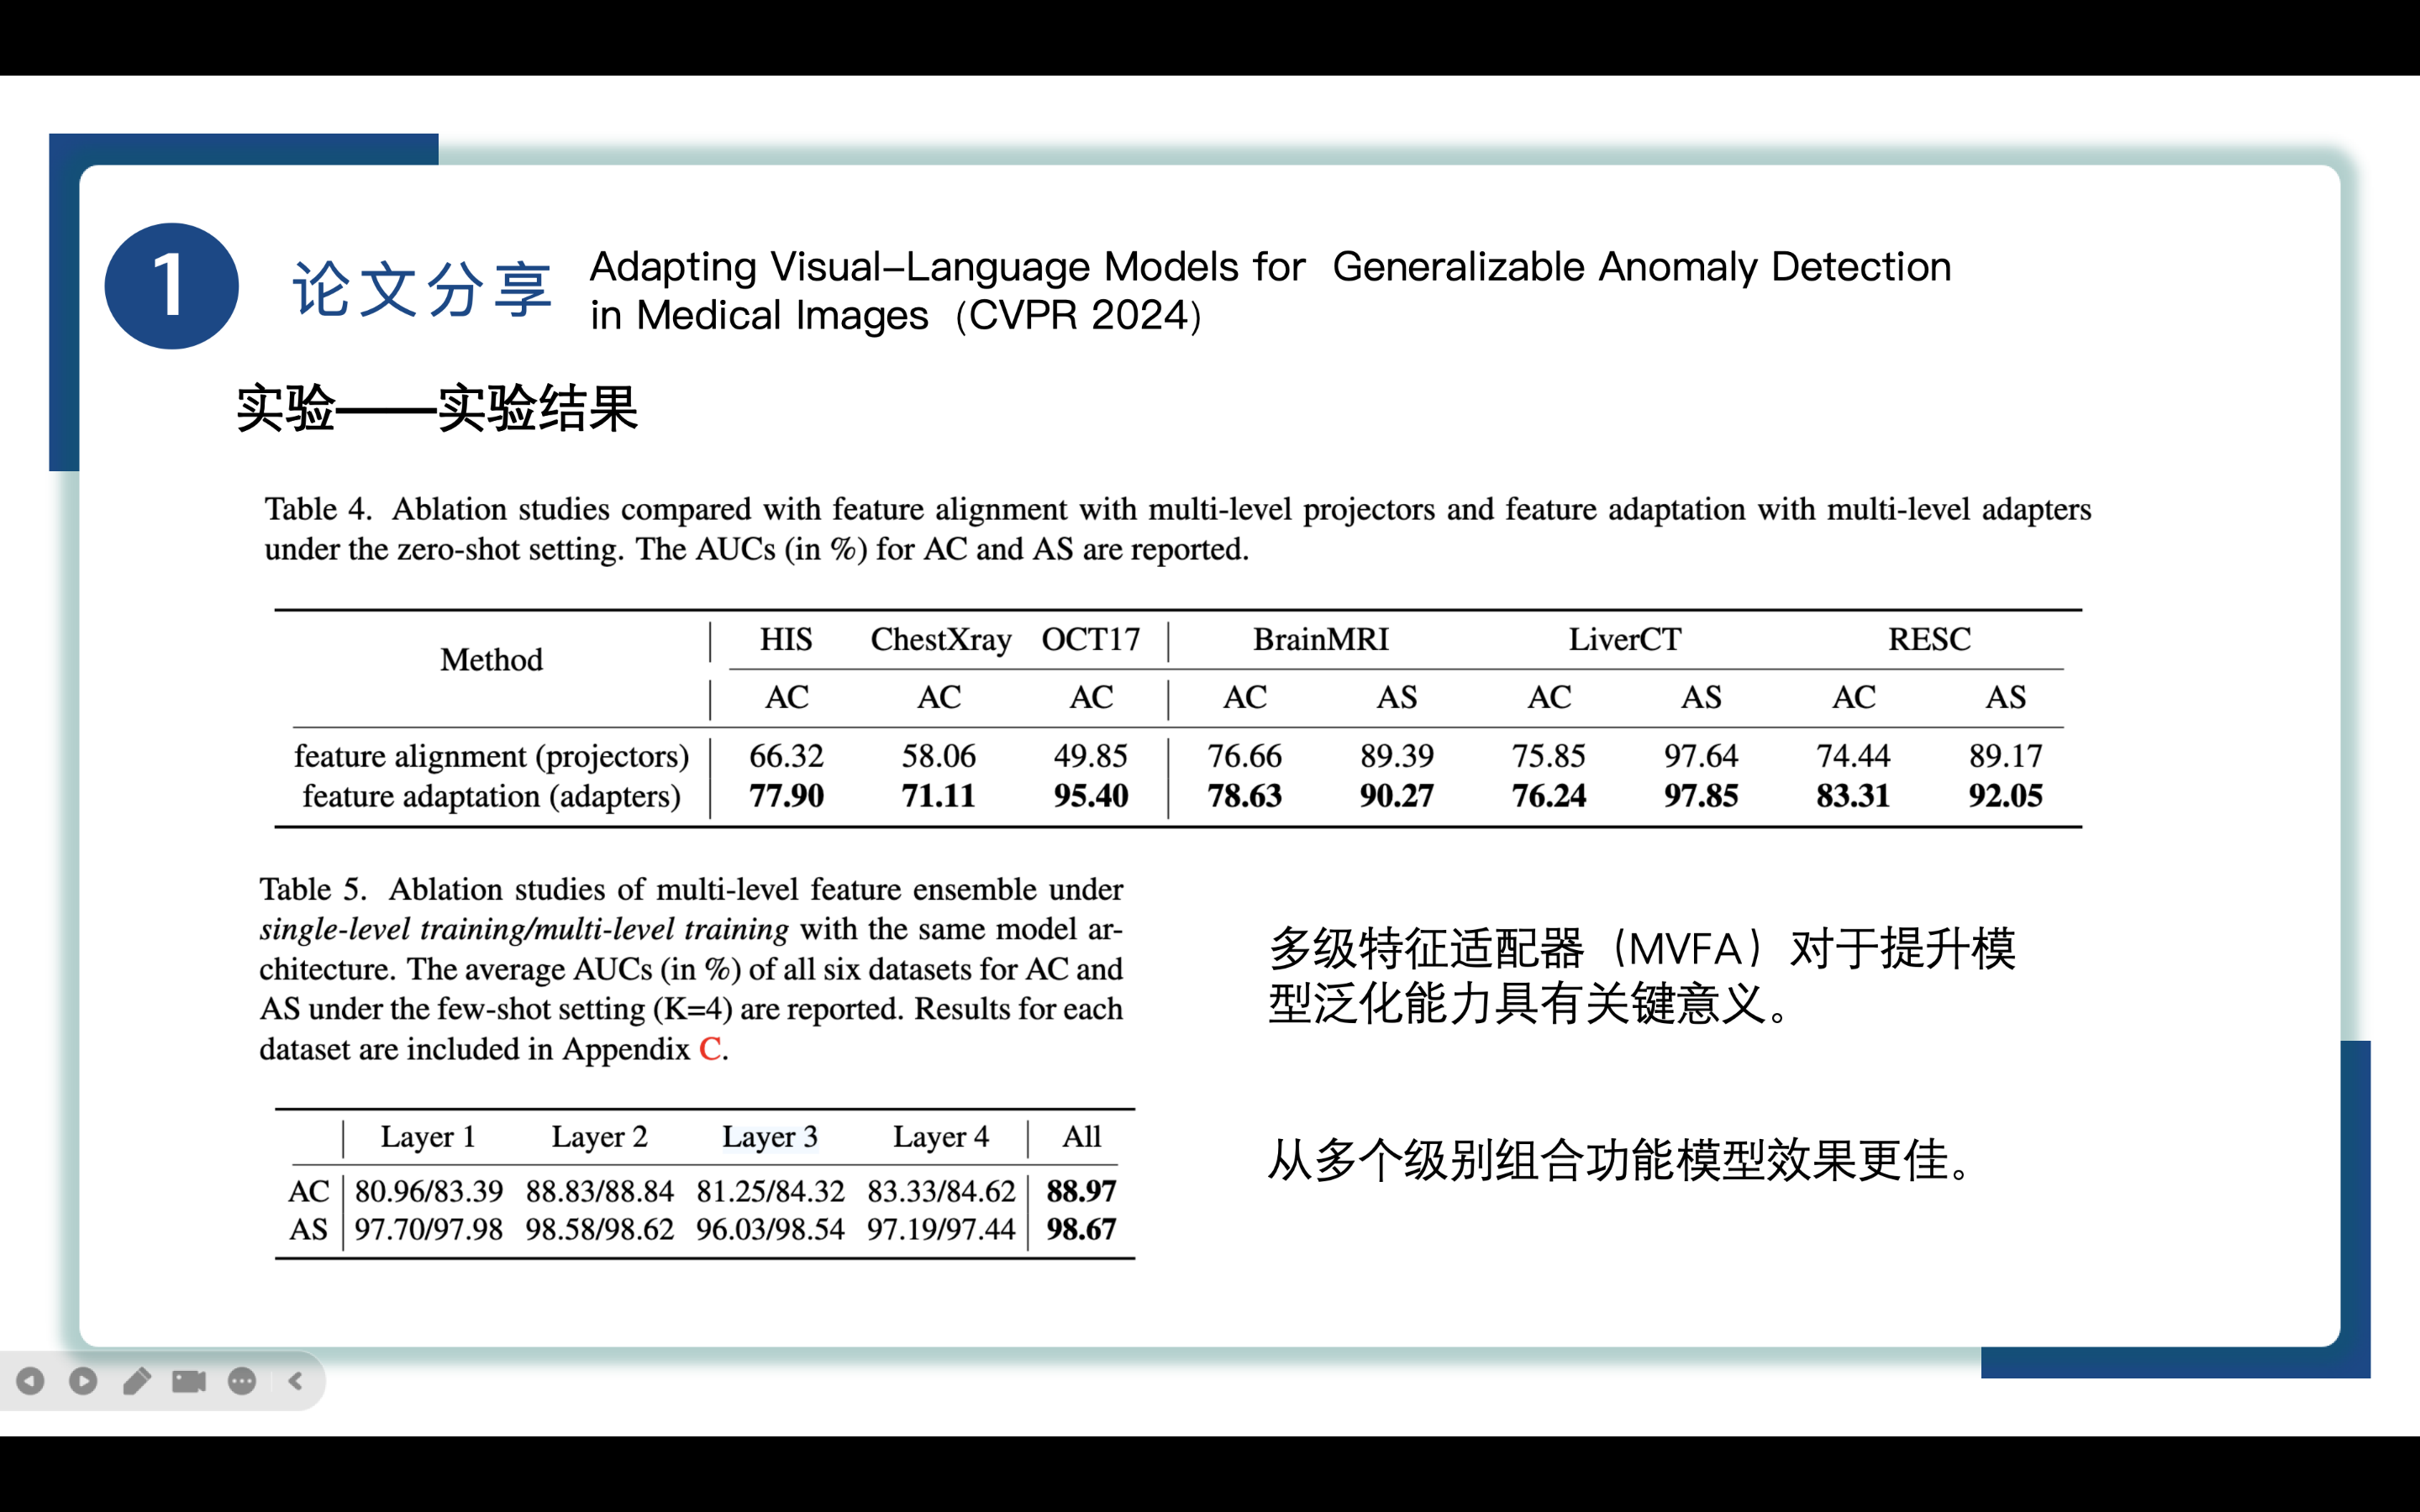 1
论文分享
Adapting Visual-Language Models for Generalizable Anomaly Detection
in Medical Images（CVPR 2024）
实验——实验结果
Table 4. Ablation studies compared with feature alignment with multi-level projectors and feature adaptation with multi-level adapters
under the zero-shot setting. The AUCs (in %) for AC and AS are reported.
Method HIS ChestXray OCT17 BrainMRI LiverCT RESC
AC AC AC AC AS AC AS AC AS
feature alignment (projectors) 66.32 58.06 49.85 76.66 89.39 75.85 97.64 74.44 89.17
feature adaptation (adapters) 77.90 71.11 95.40 78.63 90.27 76.24 97.85 83.31 92.05
Table 5. Ablation studies of multi-level feature ensemble under
single-level training/multi-level training with the same model ar-
chitecture. The average AUCs (in %) of all six datasets for AC and
AS under the few-shot setting (K=4) are reported. Results for each
dataset are included in Appendix C.
Layer 1 Layer 2 Layer 3 Layer 4 All
AC 80.96/83.39 88.83/88.84 81.25/84.32 83.33/84.62 88.97
AS 97.70/97.98 98.58/98.62 96.03/98.54 97.19/97.44 98.67
多级特征适配器（MVFA）对于提升模
型泛化能力具有关键意义。
从多个级别组合功能模型效果更佳。